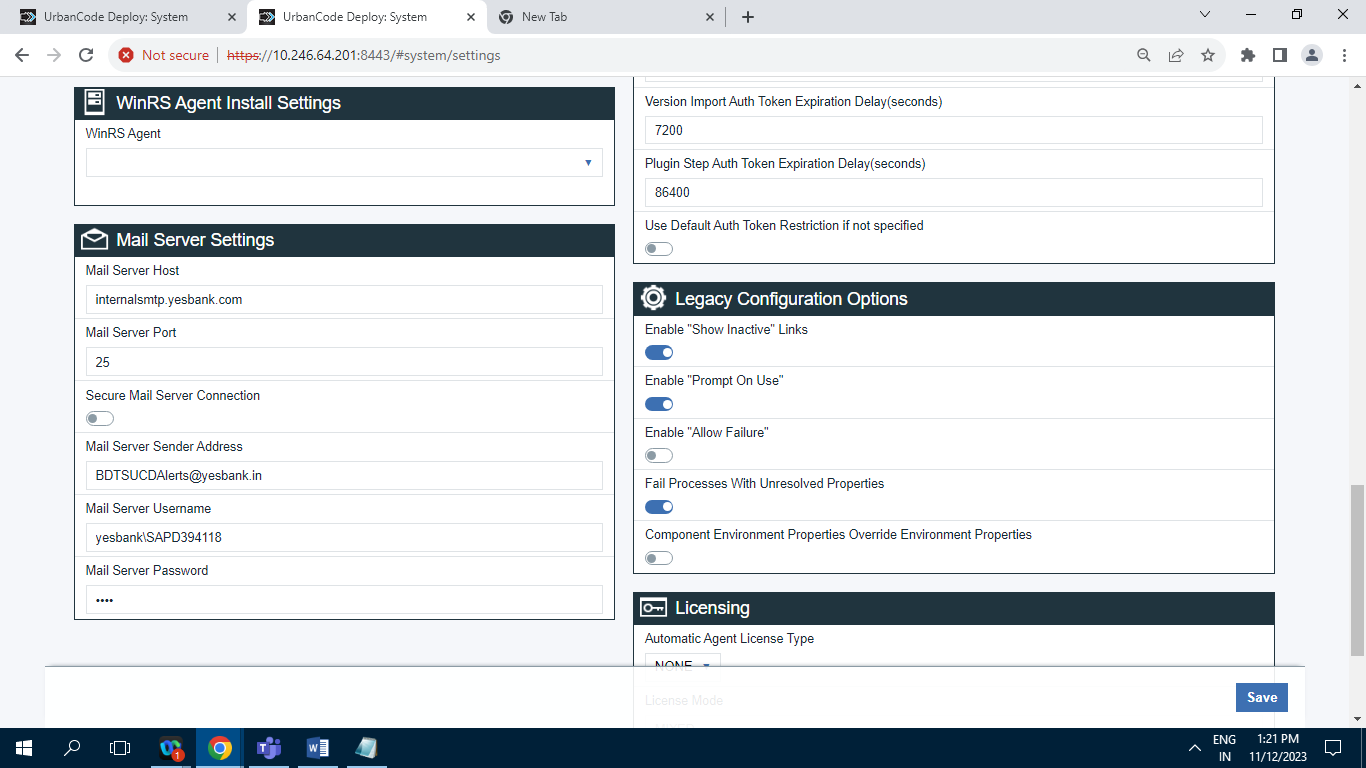 UrbanCode Deploy: System
UrbanCode Deploy: System
New Tab
Not secure
https://10.246.64.201:8443/#system/settings
WinRS Agent Install Settings
WinRS Agent
Mail Server Settings
Mail Server Host
internalsmtp.yesbank.com
Mail Server Port
25
Secure Mail Server Connection
Mail Server Sender Address
BDTSUCDAlerts@yesbank.in
Mail Server Username
yesbank\SAPD394118
Mail Server Password
••••
Version Import Auth Token Expiration Delay(seconds)
7200
Plugin Step Auth Token Expiration Delay(seconds)
86400
Use Default Auth Token Restriction if not specified
Legacy Configuration Options
Enable "Show Inactive" Links
Enable "Prompt On Use"
Enable "Allow Failure"
Fail Processes With Unresolved Properties
Component Environment Properties Override Environment Properties
Licensing
Automatic Agent License Type
NONE
License Mode
Save
1
ENG
IN
1:21 PM
11/12/2023